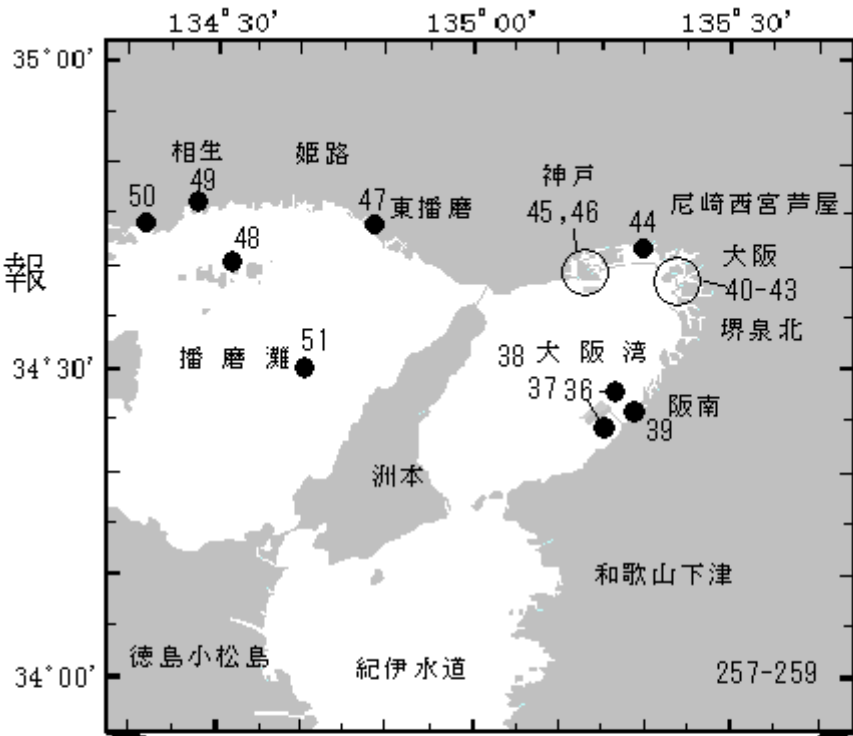 134°30' 135°00' 135°30'
35°00'
相生
姫路
神戸
50
49
47
東播磨
45,46
44
尼崎西宮芦屋
48
大阪
40-43
報
堺泉北
播磨灘
51
38
大阪湾
34°30'
37
36
阪南
39
洲本
和歌山下津
徳島小松島
紀伊水道
257-259
34°00'